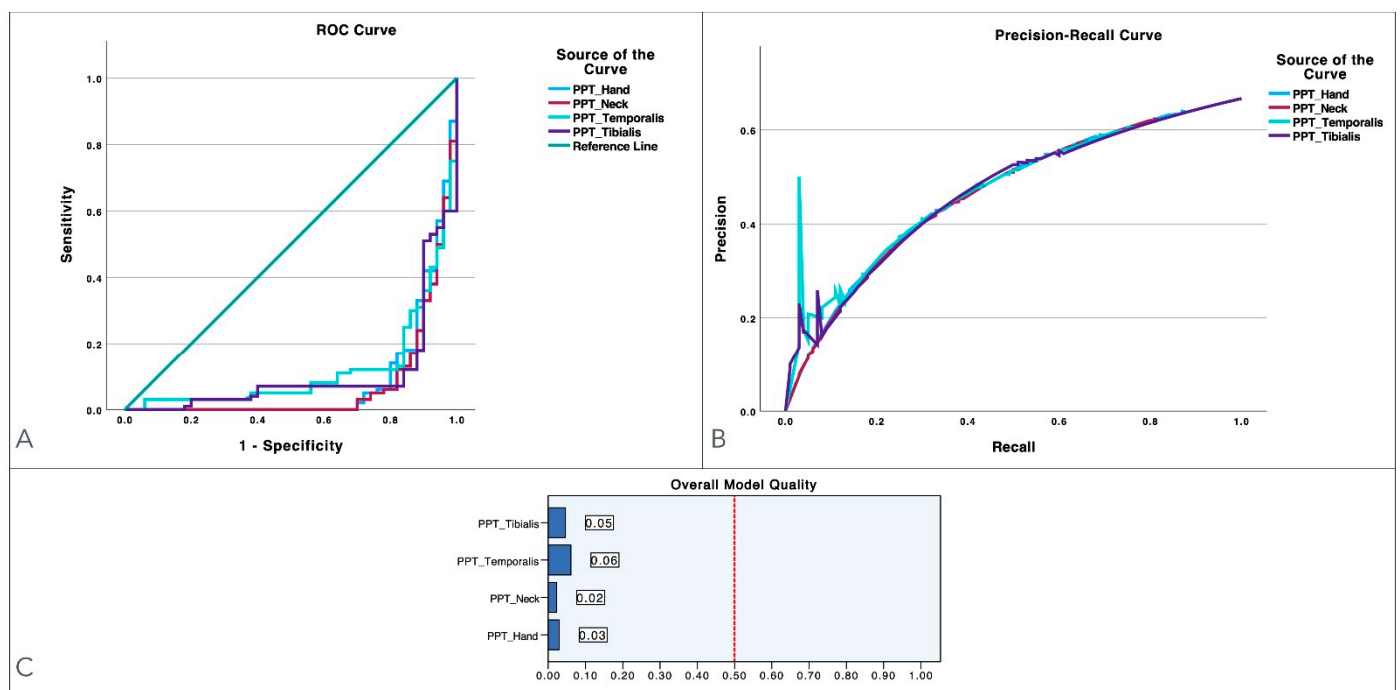 ROC Curve
Source of the
Curve
PPT_Hand
PPT_Neck
PPT_Temporalis
PPT_Tibialis
Reference Line
1.0
0.8
0.6
0.4
0.2
0.0
Sensitivity
0.0 0.2 0.4 0.6 0.8 1.0
1 - Specificity
A
Precision-Recall Curve
Source of the
Curve
PPT_Hand
PPT_Neck
PPT_Temporalis
PPT_Tibialis
0.6
0.4
0.2
0.0
Precision
0.0 0.2 0.4 0.6 0.8 1.0
Recall
B
Overall Model Quality
PPT_Tibialis 0.05
PPT_Temporalis 0.06
PPT_Neck 0.02
PPT_Hand 0.03
0.00 0.10 0.20 0.30 0.40 0.50 0.60 0.70 0.80 0.90 1.00
C